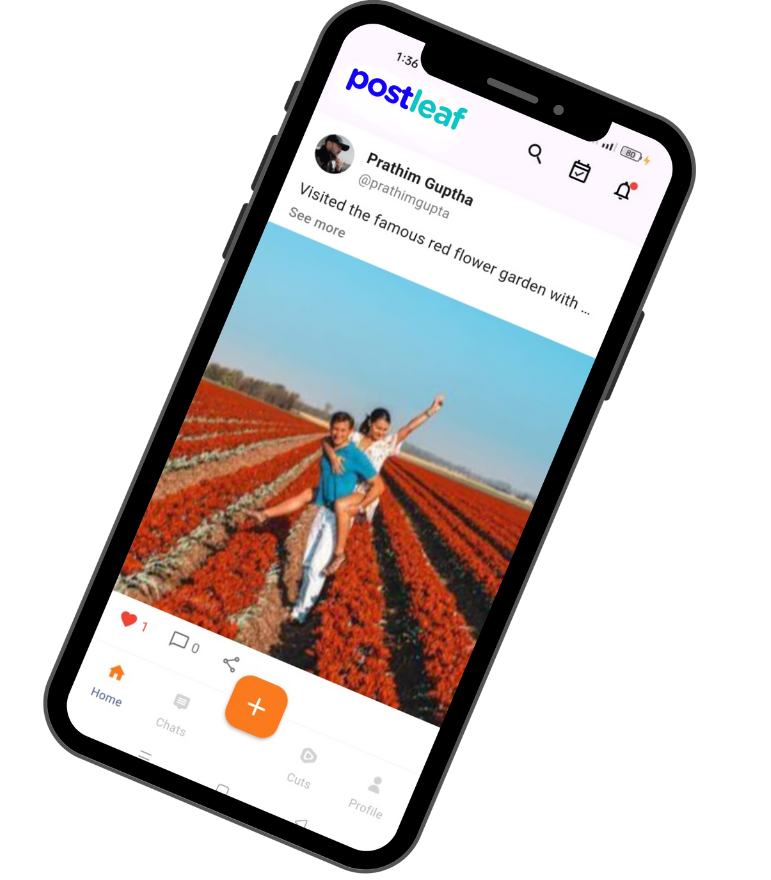 1:36
80
postleaf
Prathim Guptha
@prathimgupta
Visited the famous red flower garden with ...
See more
1
0
Home
Chats
Cuts
Profile